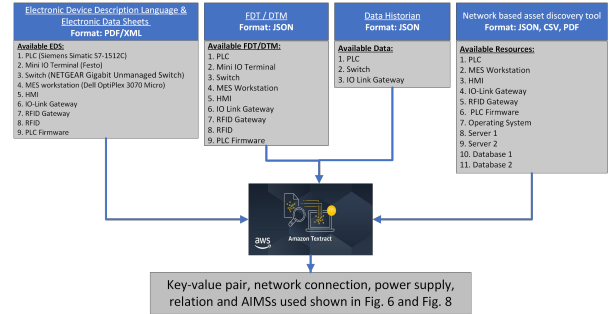 Electronic Device Description Language &
Electronic Data Sheets
Format: PDF/XML
Available EDS:
1. PLC (Siemens Simatic S7-1512C)
2. Mini IO Terminal (Festo)
3. Switch (NETGEAR Gigabit Unmanaged Switch)
4. MES workstation (Dell OptiPlex 3070 Micro)
5. HMI
6. IO-Link Gateway
7. RFID Gateway
8. RFID
9. PLC Firmware
FDT / DTM
Format: JSON
Available FDT/DTM:
1. PLC
2. Mini IO Terminal
3. Switch
4. MES Workstation
5. HMI
6. IO Link Gateway
7. RFID Gateway
8. RFID
9. PLC Firmware
Data Historian
Format: JSON
Available Data:
1. PLC
2. Switch
3. IO Link Gateway
Network based asset discovery tool
Format: JSON, CSV, PDF
Available Resources:
1. PLC
2. MES Workstation
3. HMI
4. IO-Link Gateway
5. RFID Gateway
6. PLC Firmware
7. Operating System
8. Server 1
9. Server 2
10. Database 1
11. Database 2
aws
Amazon Textract
Key-value pair, network connection, power supply,
relation and AIMSs used shown in Fig. 6 and Fig. 8